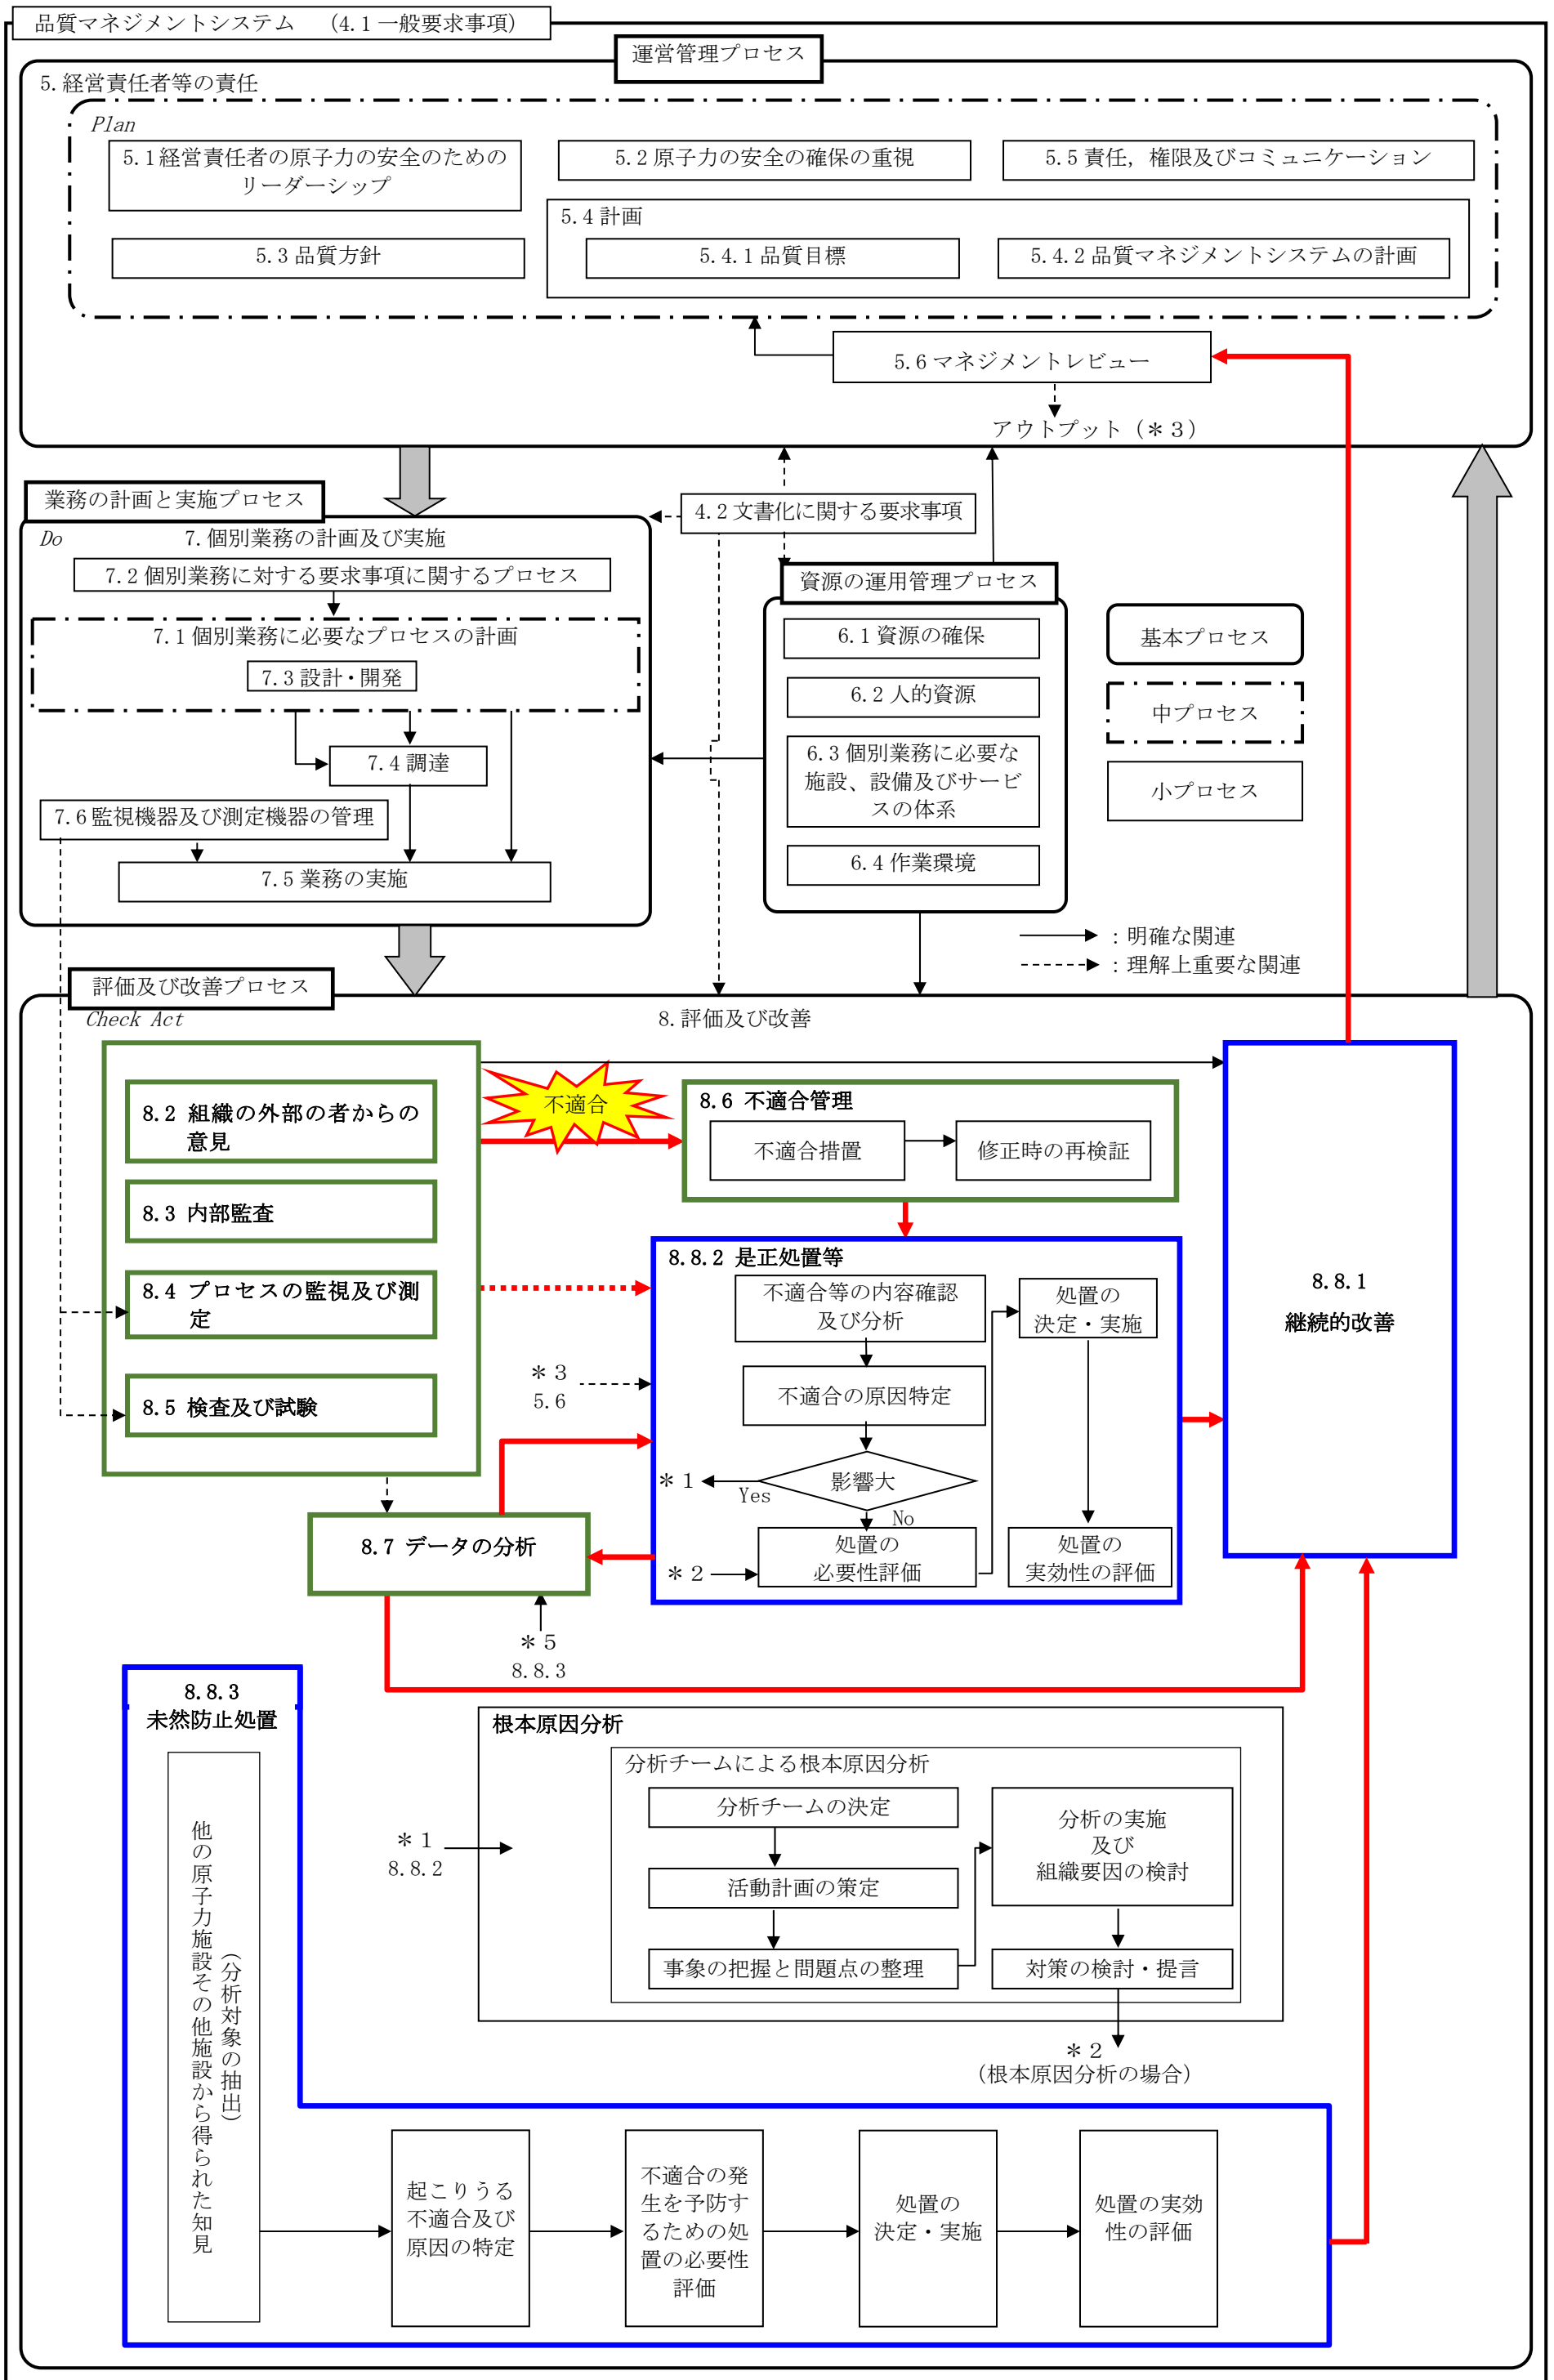 品質マネジメントシステム　（4.1一般要求事項）
運営管理プロセス
5.経営責任者等の責任
Plan
5.1経営責任者の原子力の安全のための
リーダーシップ
5.2原子力の安全の確保の重視
5.5責任，権限及びコミュニケーション
5.4計画
5.3品質方針
5.4.1品質目標
5.4.2品質マネジメントシステムの計画
5.6マネジメントレビュー
アウトプット（＊３）
業務の計画と実施プロセス
4.2文書化に関する要求事項
Do
7.個別業務の計画及び実施
7.2個別業務に対する要求事項に関するプロセス
7.1個別業務に必要なプロセスの計画
7.3設計・開発
7.4調達
7.6監視機器及び測定機器の管理
7.5業務の実施
資源の運用管理プロセス
6.1資源の確保
6.2人的資源
6.3個別業務に必要な
施設、設備及びサービ
スの体系
6.4作業環境
基本プロセス
中プロセス
小プロセス
：明確な関連
：理解上重要な関連
評価及び改善プロセス
Check Act
8.評価及び改善
8.2 組織の外部の者からの
意見
8.3 内部監査
8.4 プロセスの監視及び測
定
8.5 検査及び試験
不適合
8.6 不適合管理
不適合措置
修正時の再検証
8.8.2 是正処置等
不適合等の内容確認
及び分析
処置の
決定・実施
不適合の原因特定
＊３
5.6
影響大
＊１
Yes
No
処置の
必要性評価
＊２
処置の
実効性の評価
8.8.1
継続的改善
8.7 データの分析
＊５
8.8.3
8.8.3
未然防止処置
他の原子力施設その他施設から得られた知見
（分析対象の抽出）
根本原因分析
分析チームによる根本原因分析
分析チームの決定
活動計画の策定
事象の把握と問題点の整理
分析の実施
及び
組織要因の検討
対策の検討・提言
＊１
8.8.2
＊２
（根本原因分析の場合）
起こりうる
不適合及び
原因の特定
不適合の発
生を予防す
るための処
置の必要性
評価
処置の
決定・実施
処置の実効
性の評価